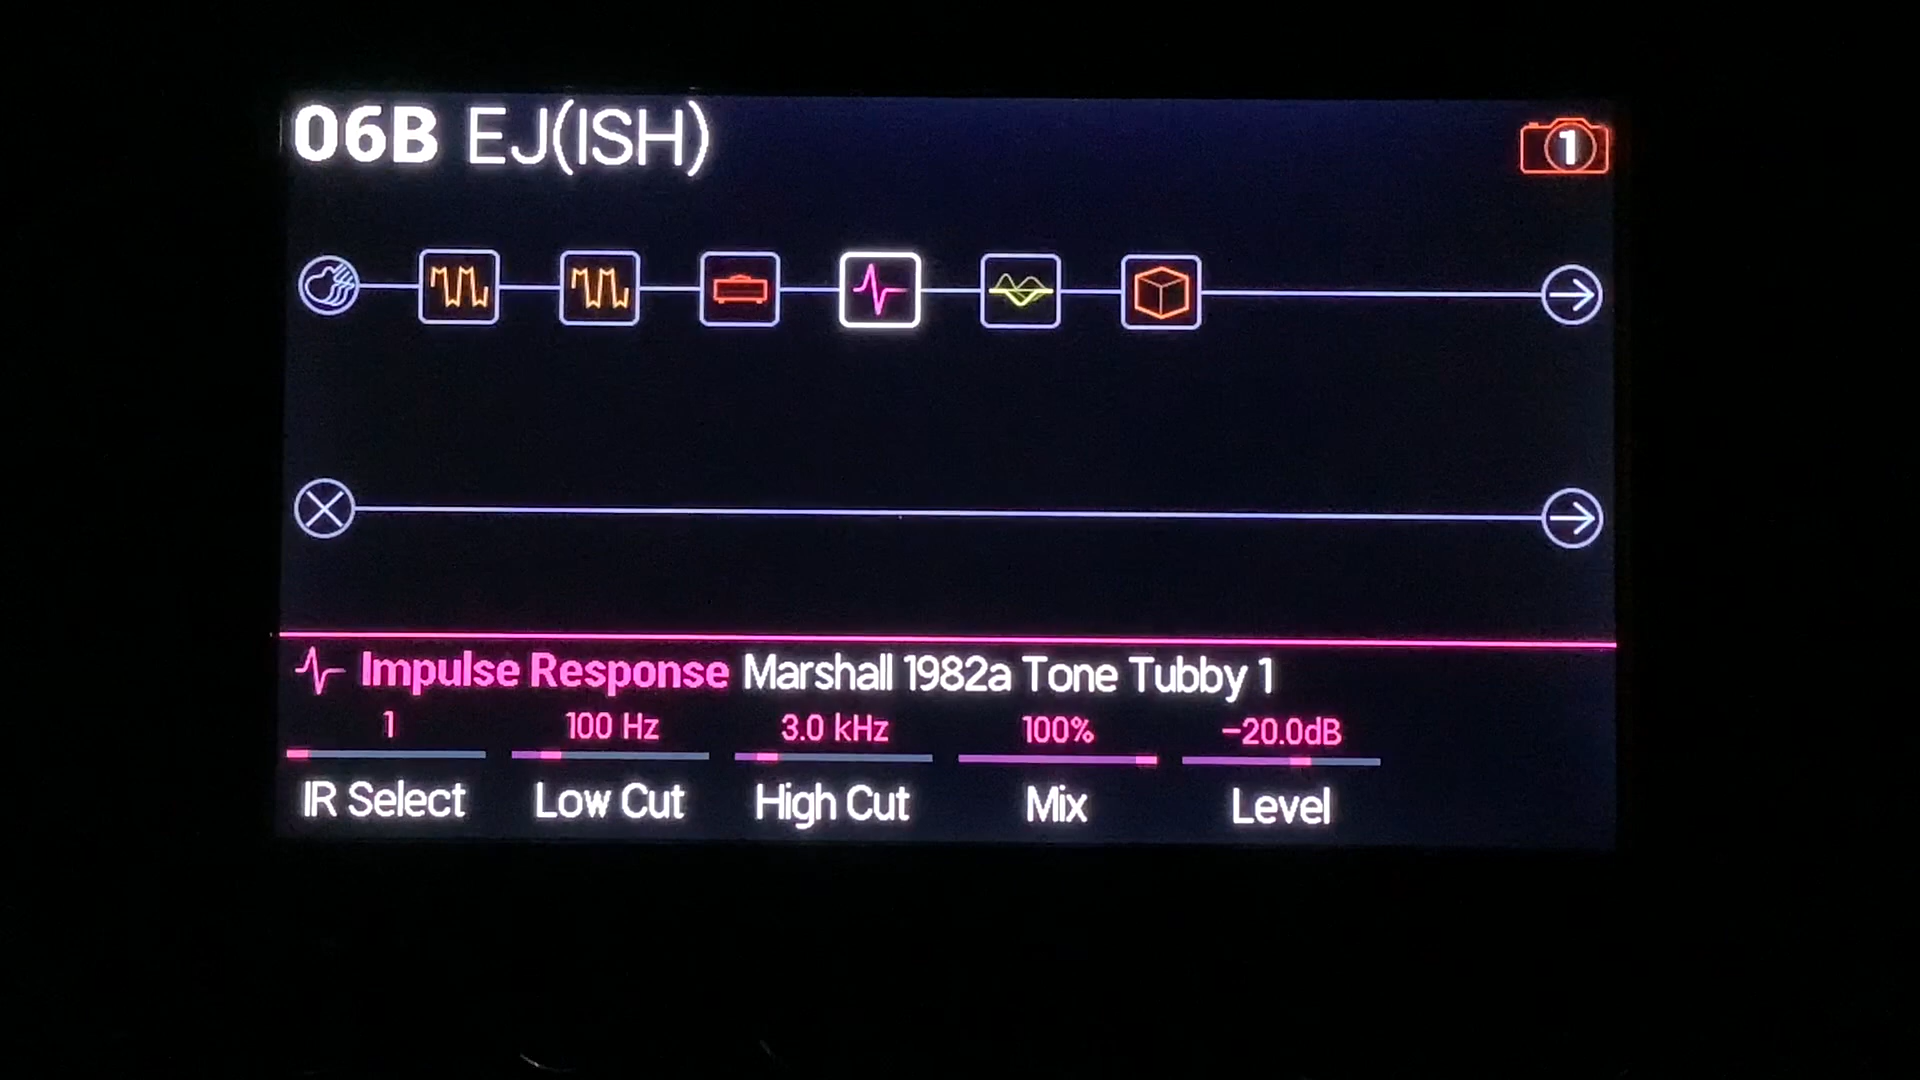 06B EJ(ISH) 1
Impulse Response Marshall 1982a Tone Tubby 1
1 100 Hz 3.0 kHz 100% -20.0dB
IR Select Low Cut High Cut Mix Level